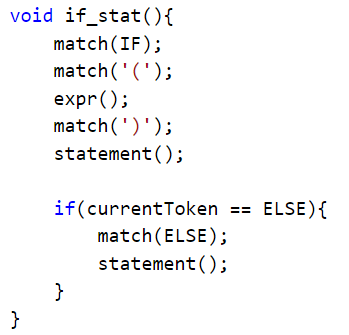 void if_stat(){
    match(IF);
    match('(');
    expr();
    match(')');
    statement();

    if(currentToken == ELSE){
        match(ELSE);
        statement();
    }
}